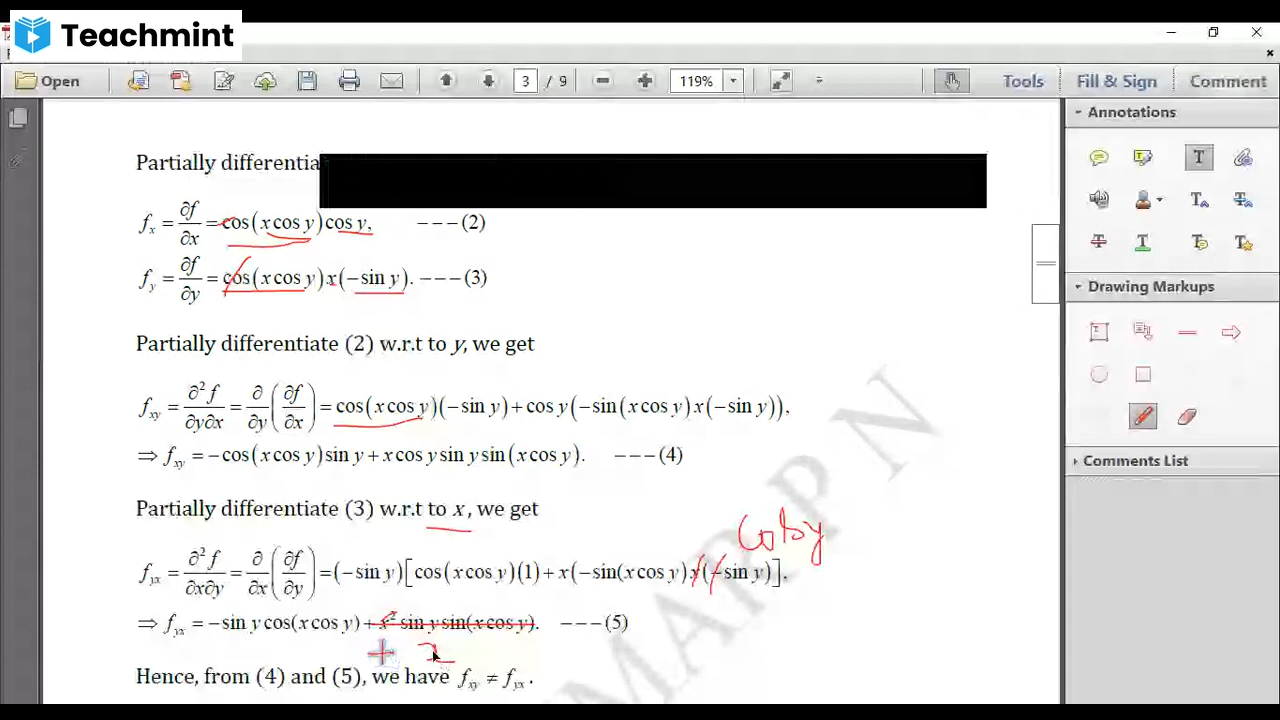 Teachmint
Open 3 / 9 119% Tools Fill & Sign Comment
Annotations
Partially differentia
f_x = ∂f/∂x = cos(x cos y)cos y, ---(2)
f_y = ∂f/∂y = cos(x cos y)x(−sin y). ---(3)
Drawing Markups
Partially differentiate (2) w.r.t to y, we get
f_xy = ∂²f/∂y∂x = ∂/∂y(∂f/∂x) = cos(x cos y)(−sin y)+cos y(−sin(x cos y)x(−sin y)),
⇒ f_xy = −cos(x cos y)sin y + x cos y sin y sin(x cos y). ---(4)
Comments List
Partially differentiate (3) w.r.t to x, we get
Cosy
f_yx = ∂²f/∂x∂y = ∂/∂x(∂f/∂y) = (−sin y)[cos(x cos y)(1)+x(−sin(x cos y).x(−sin y)],
⇒ f_yx = −sin y cos(x cos y)+x² sin y sin(x cos y). ---(5)
+
Hence, from (4) and (5), we have f_xy ≠ f_yx.
MARP N